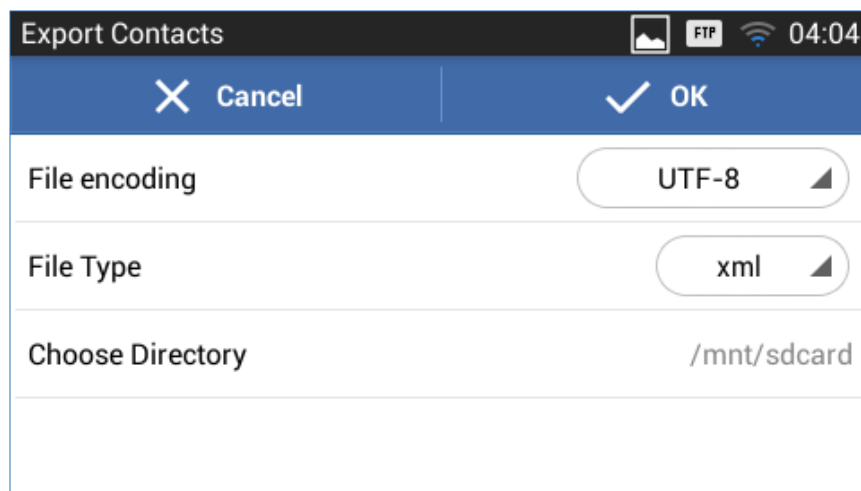 Export Contacts FTP 04:04
Cancel OK
File encoding UTF-8
File Type xml
Choose Directory /mnt/sdcard